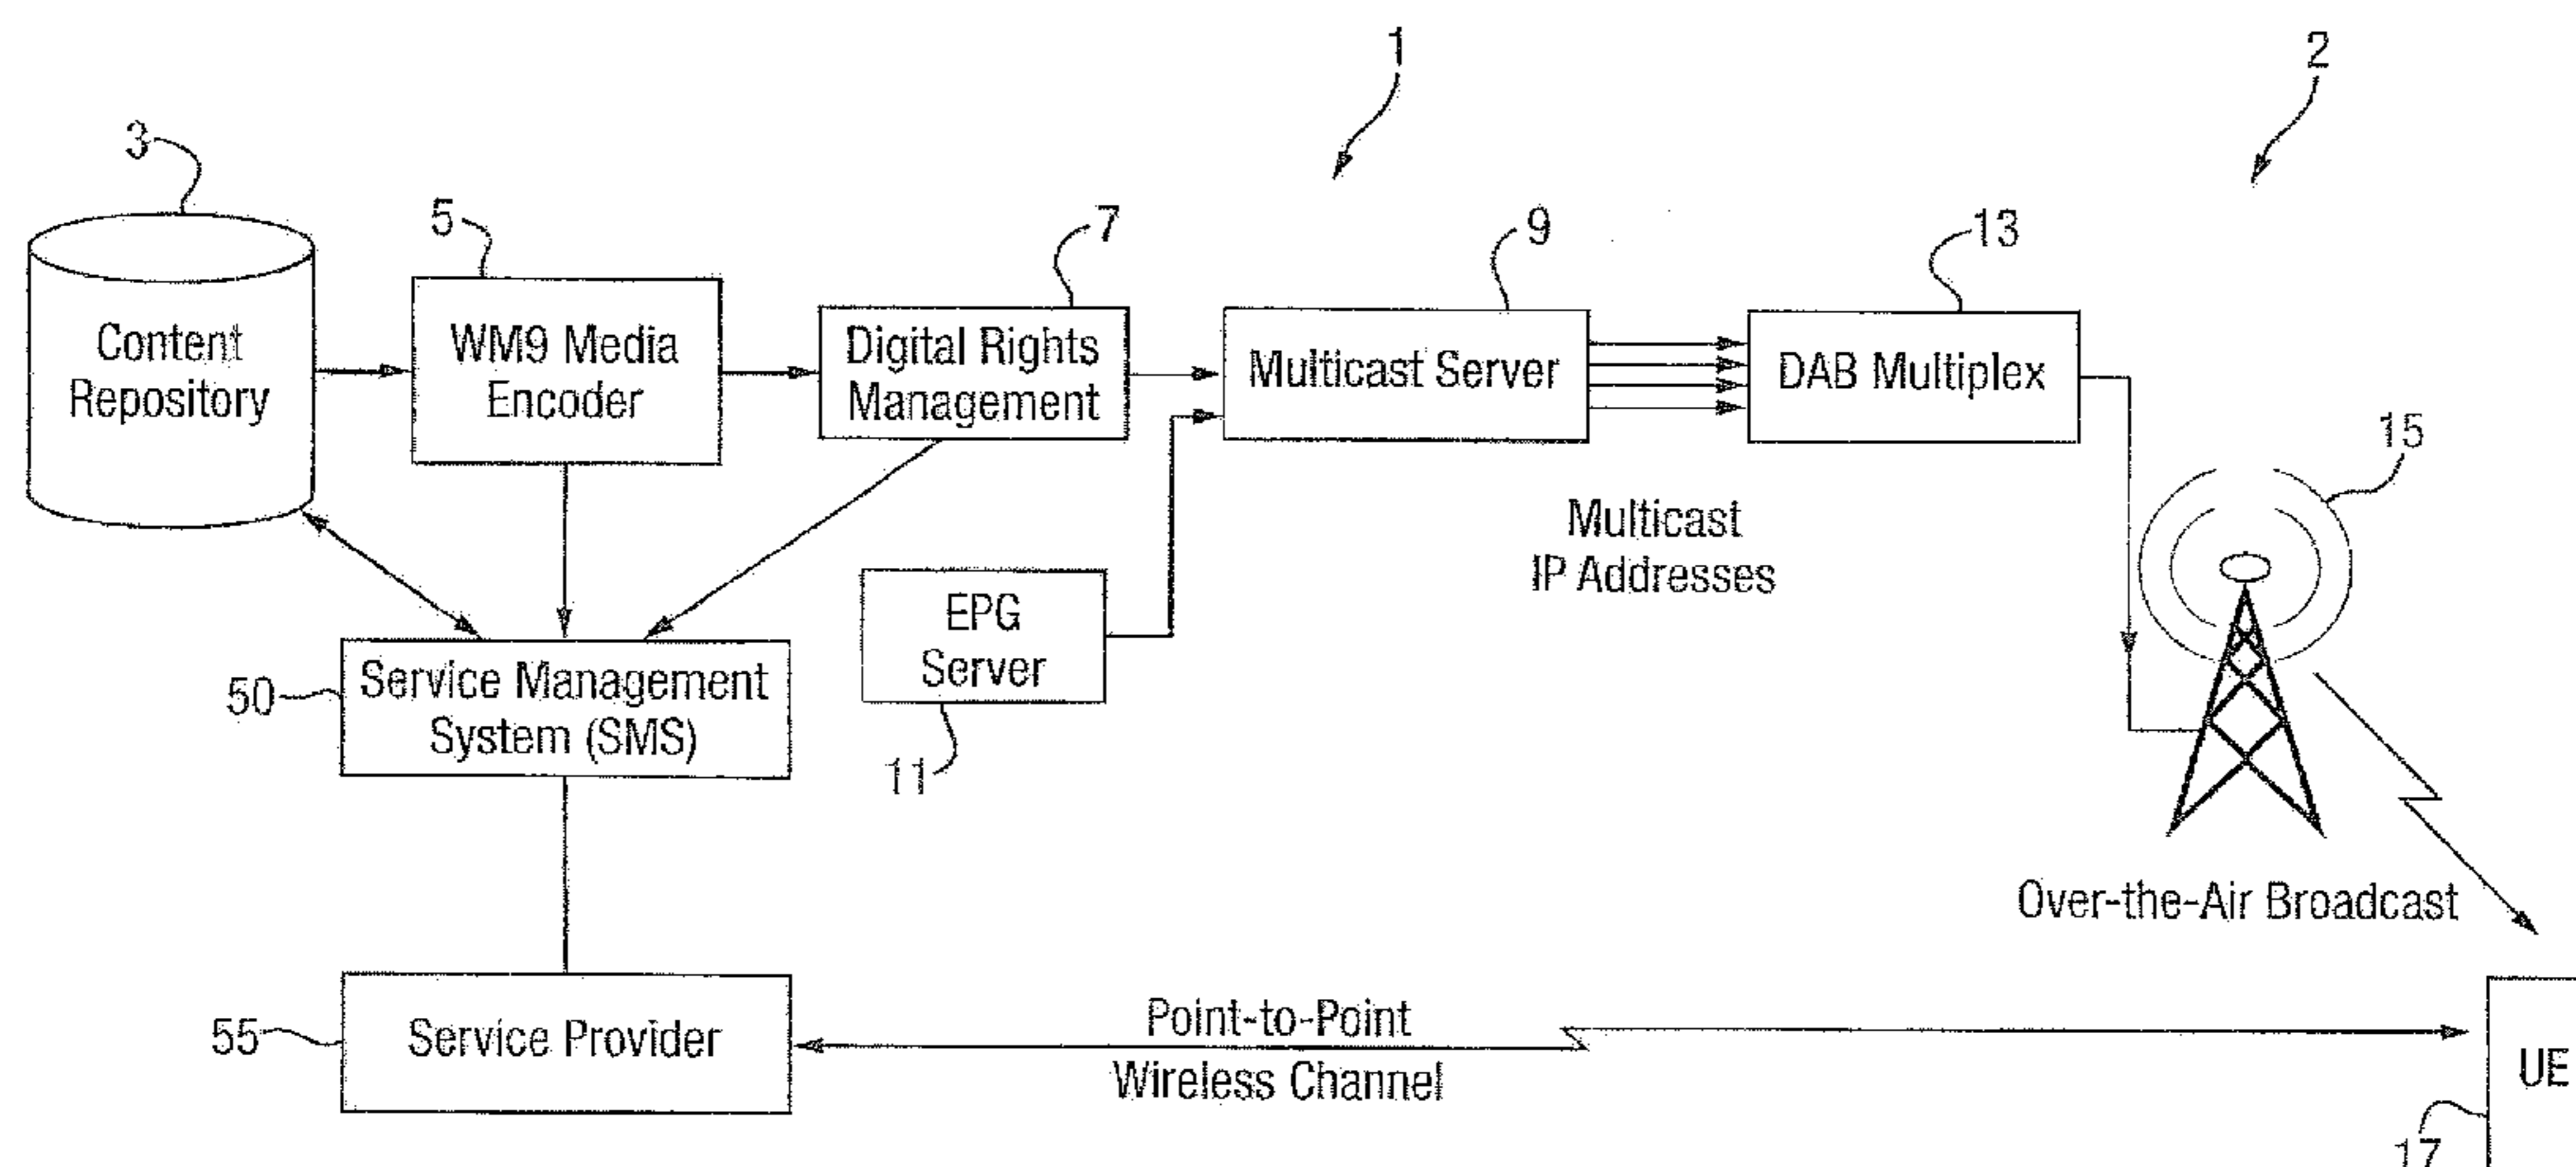 1
2
3
5
7
9
13
Content
Repository
WM9 Media
Encoder
Digital Rights
Management
Multicast Server
DAB Multiplex
15
Multicast
IP Addresses
EPG
Server
11
50
Service Management
System (SMS)
Over-the-Air Broadcast
55
Service Provider
Point-to-Point
Wireless Channel
UE
17